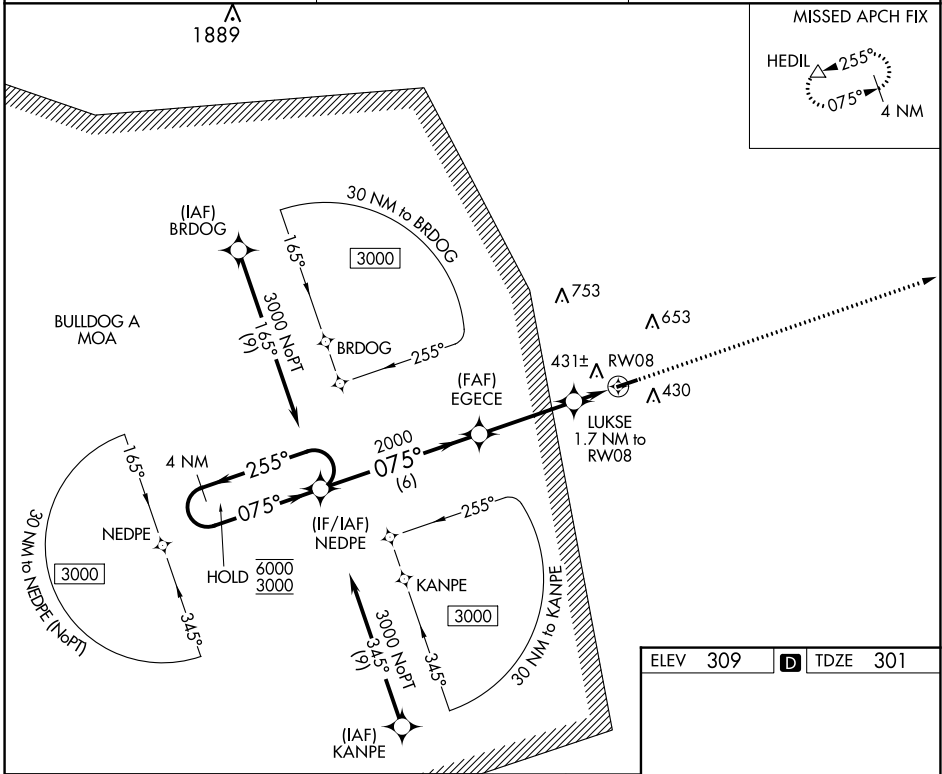 1889
MISSED APCH FIX
HEDIL
255°
075°
4 NM
(IAF)
BRDOG
30 NM to BRDOG
165°
3000
BRDOG
255°
3000 NoPT
165°
(9)
BULLDOG A
MOA
753
653
431± RW08
430
(FAF)
EGECE
LUKSE
1.7 NM to
RW08
2000
075°
(6)
4 NM
255°
075°
(IF/IAF)
NEDPE
HOLD 6000
3000
165°
NEDPE
3000
345°
30 NM to NEDPE (NoPT)
255°
KANPE
3000
345°
30 NM to KANPE
3000 NoPT
345°
(9)
(IAF)
KANPE
ELEV 309 D TDZE 301